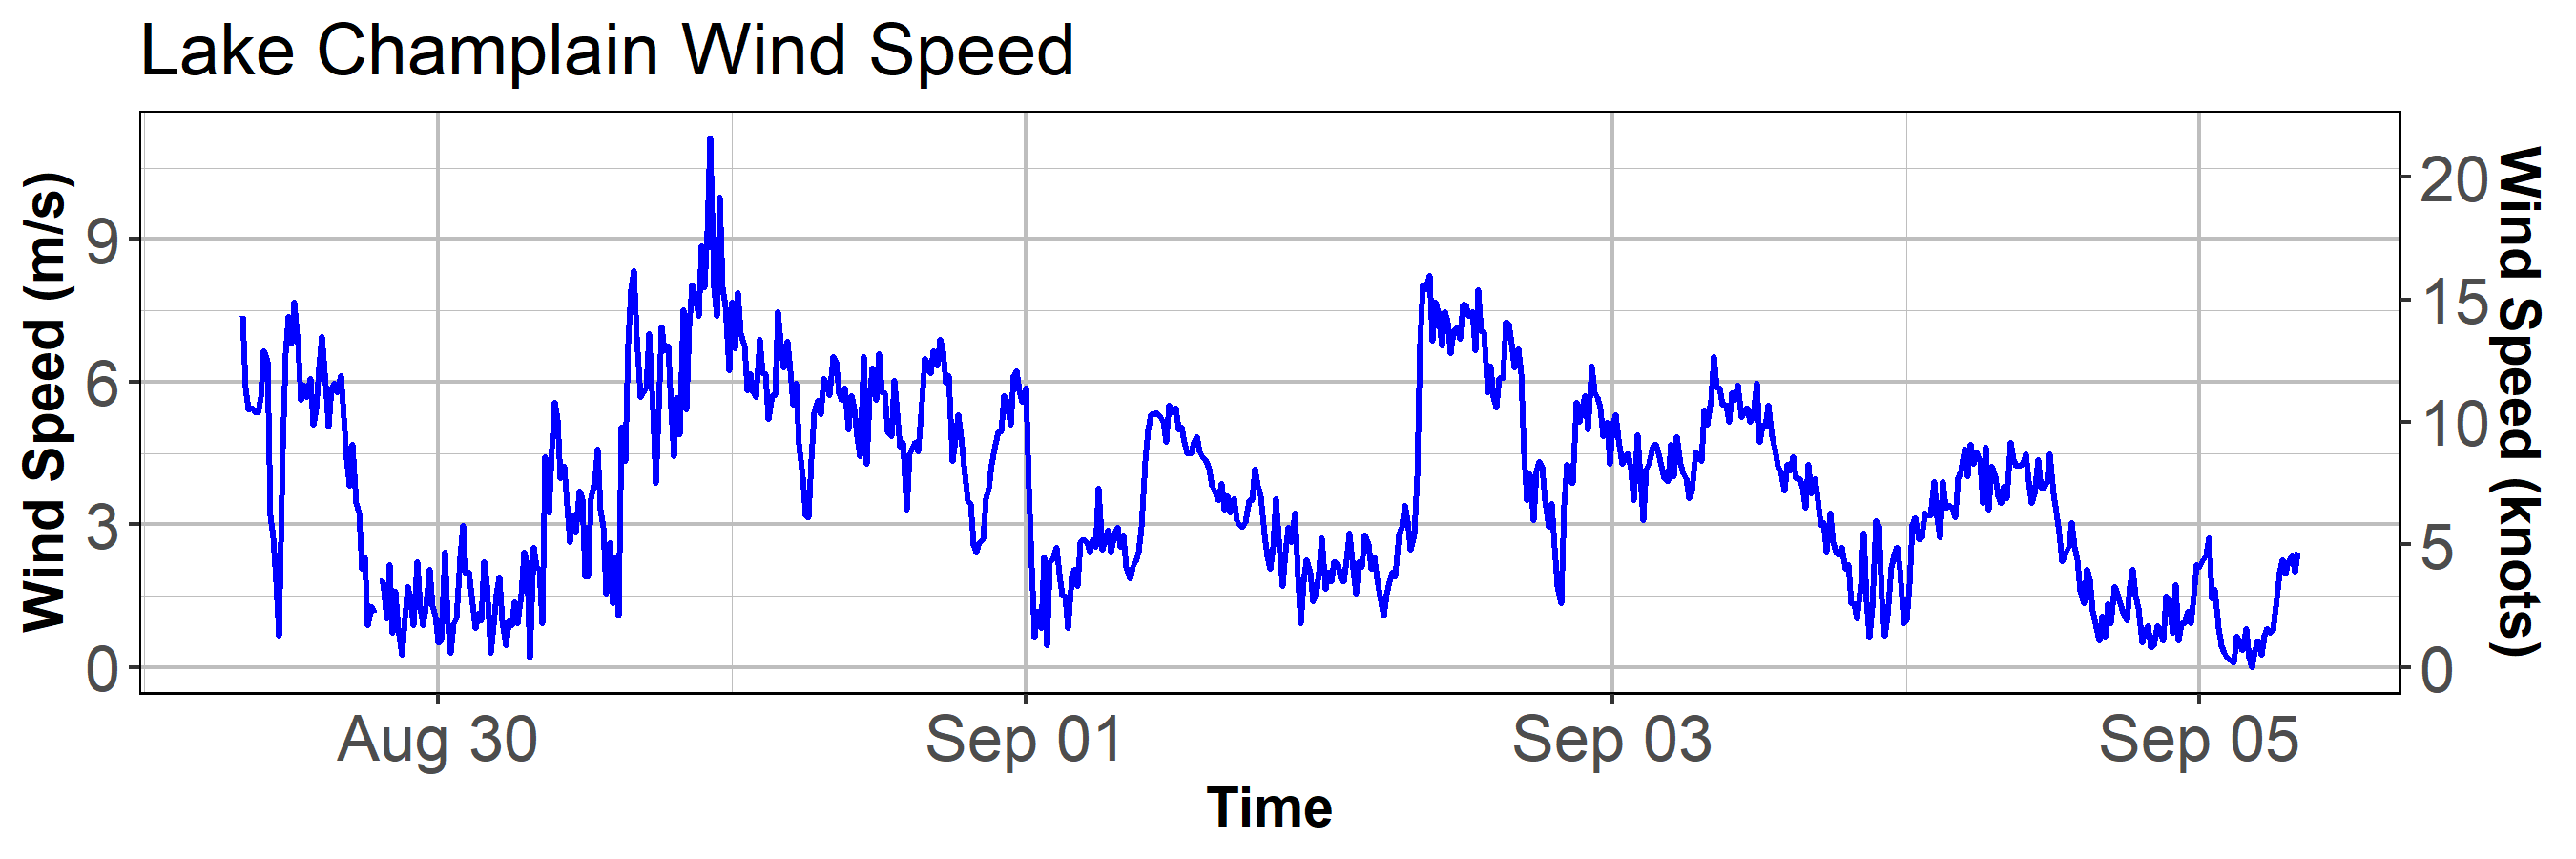 Lake Champlain Wind Speed
Wind Speed (m/s)
9
6
3
0
20
15
10
5
0
Wind Speed (knots)
Aug 30
Sep 01
Sep 03
Sep 05
Time